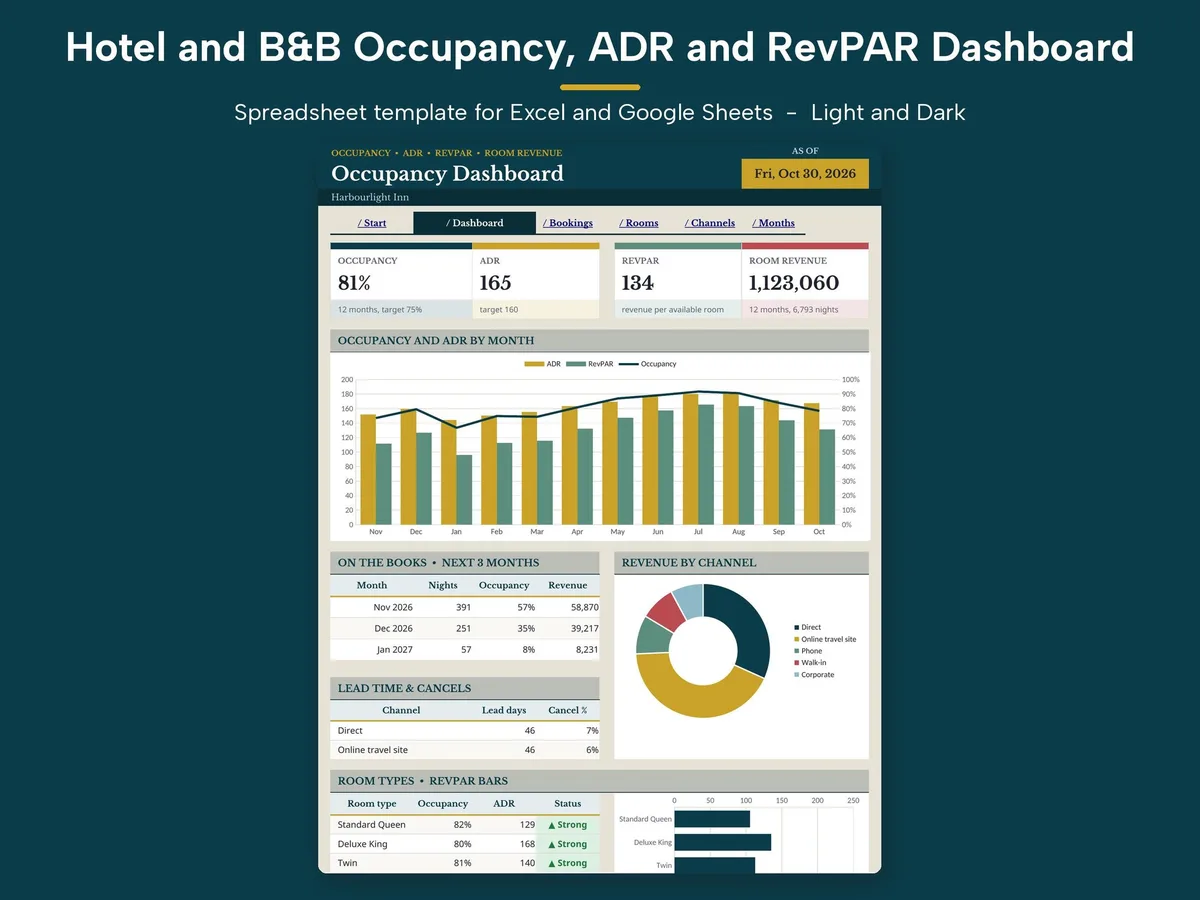 Hotel and B&B Occupancy, ADR and RevPAR Dashboard
Spreadsheet template for Excel and Google Sheets - Light and Dark
OCCUPANCY • ADR • REVPAR • ROOM REVENUE
AS OF
Occupancy Dashboard
Fri, Oct 30, 2026
Harbourlight Inn
/ Start / Dashboard / Bookings / Rooms / Channels / Months
OCCUPANCY ADR REVPAR ROOM REVENUE
81% 165 134 1,123,060
12 months, target 75% target 160 revenue per available room 12 months, 6,793 nights
OCCUPANCY AND ADR BY MONTH
ADR RevPAR Occupancy
200 100%
180 90%
160 80%
140 70%
120 60%
100 50%
80 40%
60 30%
40 20%
20 10%
0 0%
Nov Dec Jan Feb Mar Apr May Jun Jul Aug Sep Oct
ON THE BOOKS • NEXT 3 MONTHS
Month Nights Occupancy Revenue
Nov 2026 391 57% 58,870
Dec 2026 251 35% 39,217
Jan 2027 57 8% 8,231
REVENUE BY CHANNEL
Direct
Online travel site
Phone
Walk-in
Corporate
LEAD TIME & CANCELS
Channel Lead days Cancel %
Direct 46 7%
Online travel site 46 6%
ROOM TYPES • REVPAR BARS
Room type Occupancy ADR Status
Standard Queen 82% 129 ▲ Strong
Deluxe King 80% 168 ▲ Strong
Twin 81% 140 ▲ Strong
0 50 100 150 200 250
Standard Queen
Deluxe King
Twin